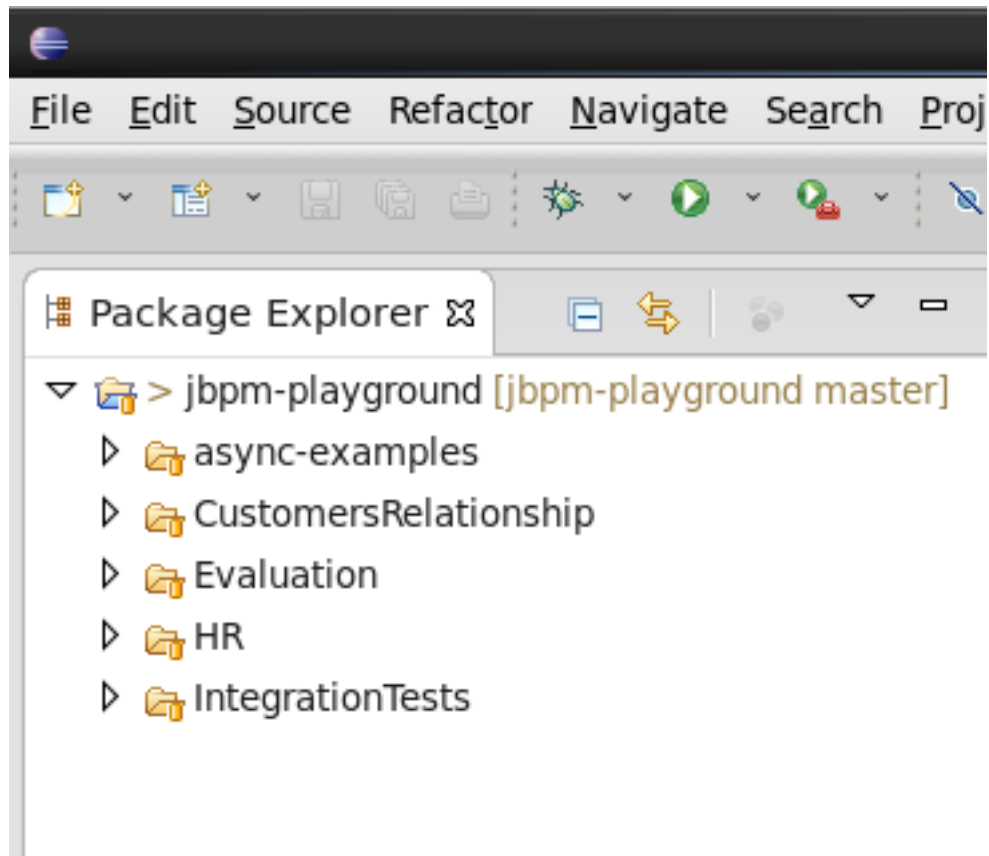 File Edit Source Refactor Navigate Search Proj
Package Explorer
> jbpm-playground [jbpm-playground master]
async-examples
CustomersRelationship
Evaluation
HR
IntegrationTests